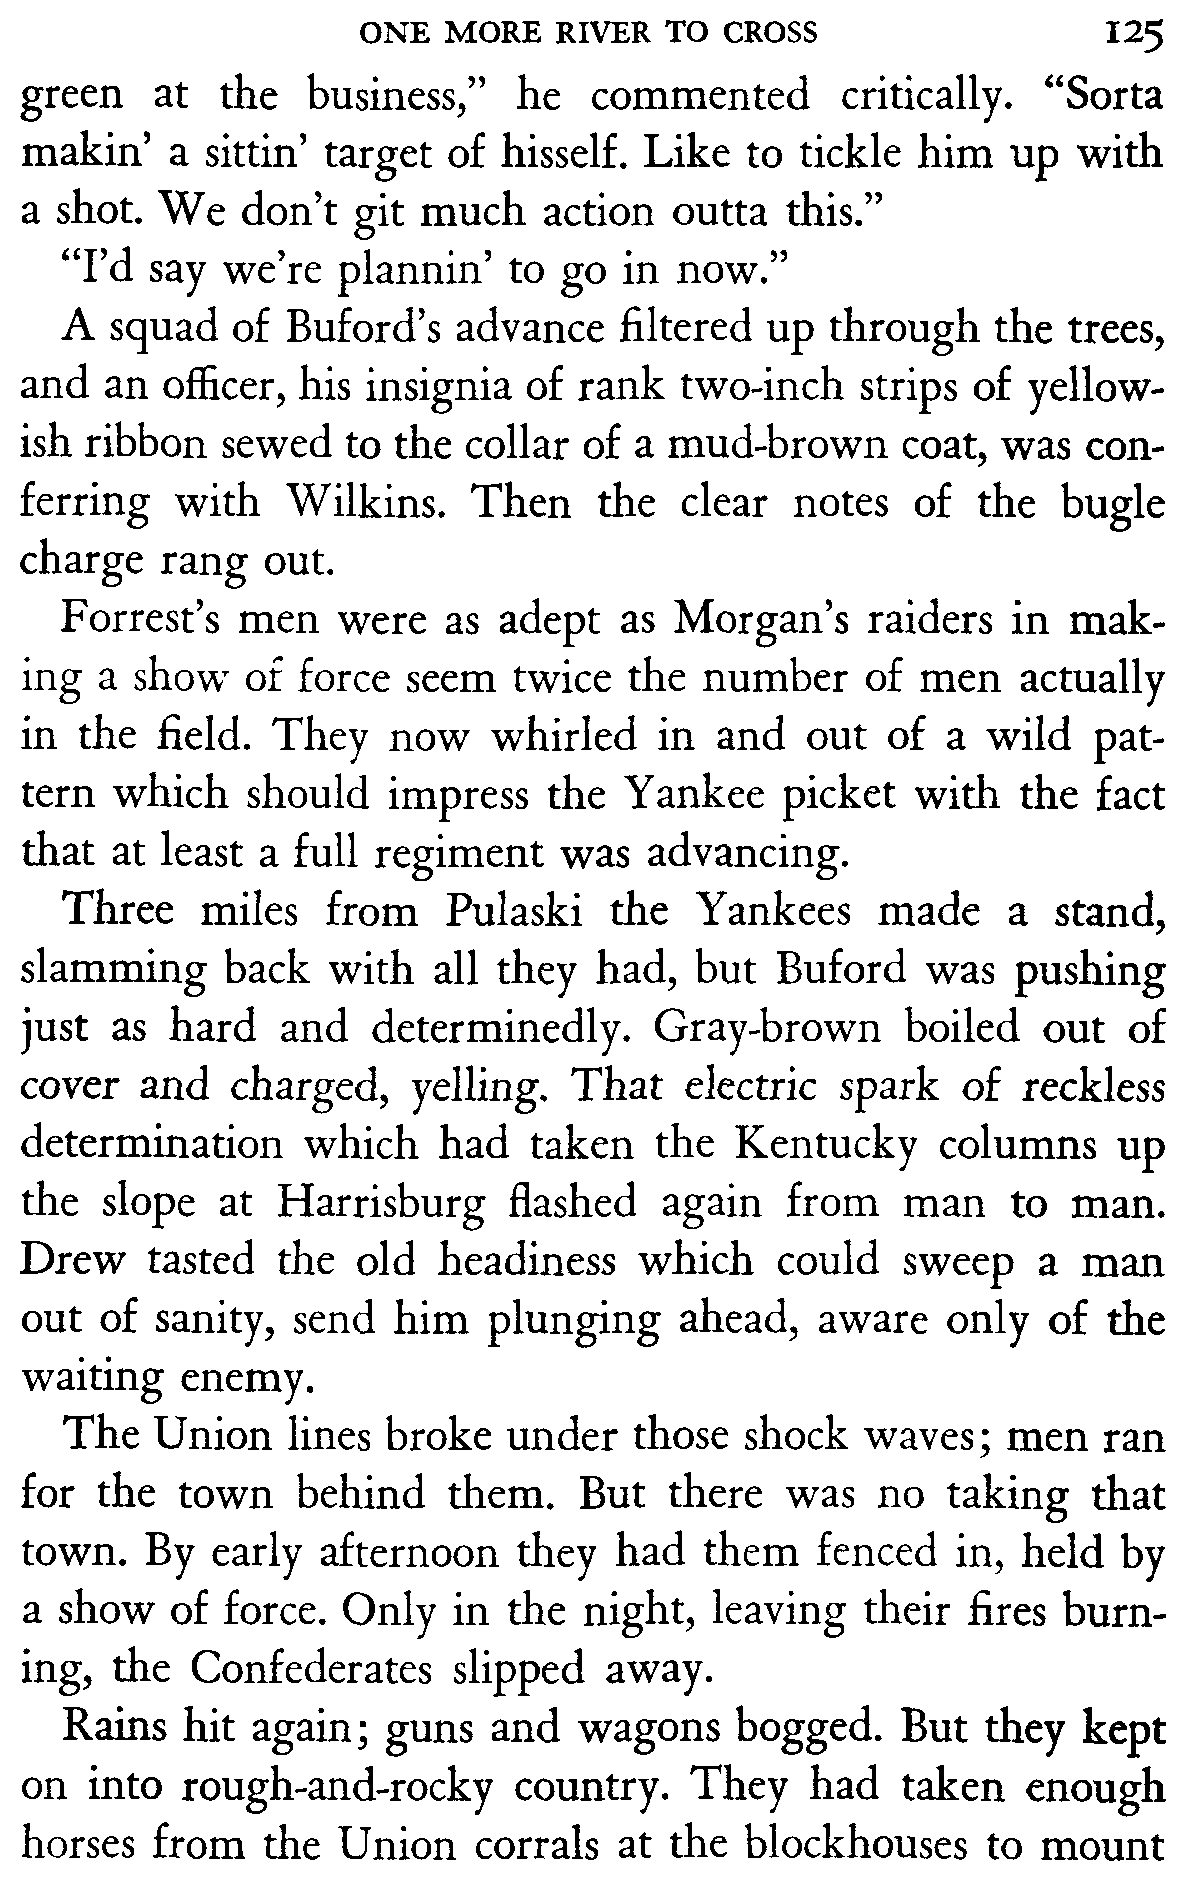 ONE MORE RIVER TO CROSS 125
green at the business,” he commented critically. “Sorta
makin’ a sittin’ target of hisself. Like to tickle him up with
a shot. We don’t git much action outta this.”
“I’d say we’re plannin’ to go in now.”
A squad of Buford’s advance filtered up through the trees,
and an officer, his insignia of rank two-inch strips of yellow-
ish ribbon sewed to the collar of a mud-brown coat, was con-
ferring with Wilkins. Then the clear notes of the bugle
charge rang out.
Forrest’s men were as adept as Morgan’s raiders in mak-
ing a show of force seem twice the number of men actually
in the field. They now whirled in and out of a wild pat-
tern which should impress the Yankee picket with the fact
that at least a full regiment was advancing.
Three miles from Pulaski the Yankees made a stand,
slamming back with all they had, but Buford was pushing
just as hard and determinedly. Gray-brown boiled out of
cover and charged, yelling. That electric spark of reckless
determination which had taken the Kentucky columns up
the slope at Harrisburg flashed again from man to man.
Drew tasted the old headiness which could sweep a man
out of sanity, send him plunging ahead, aware only of the
waiting enemy.
The Union lines broke under those shock waves; men ran
for the town behind them. But there was no taking that
town. By early afternoon they had them fenced in, held by
a show of force. Only in the night, leaving their fires burn-
ing, the Confederates slipped away.
Rains hit again; guns and wagons bogged. But they kept
on into rough-and-rocky country. They had taken enough
horses from the Union corrals at the blockhouses to mount